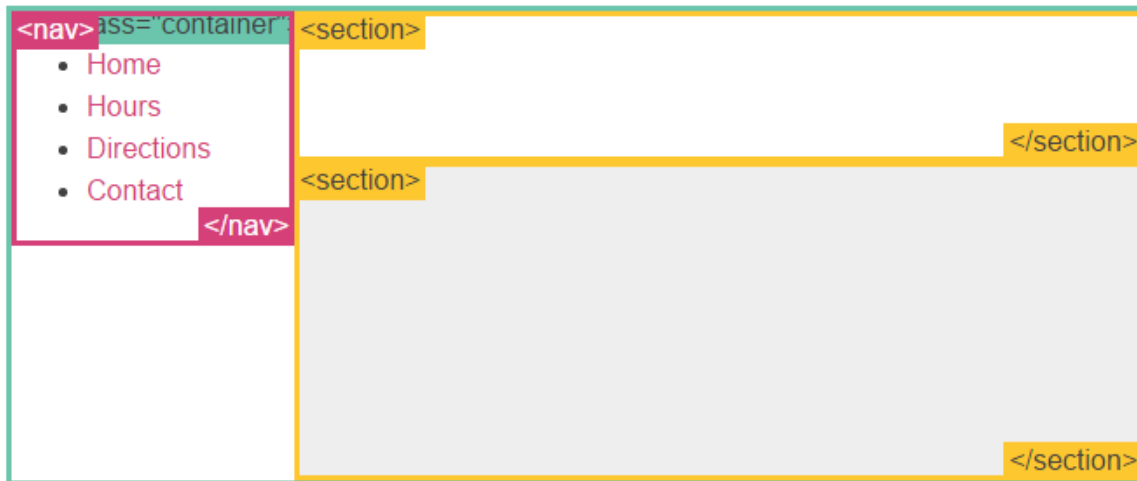 <nav>
ass="container"
Home
Hours
Directions
Contact
</nav>
<section>
</section>
<section>
</section>